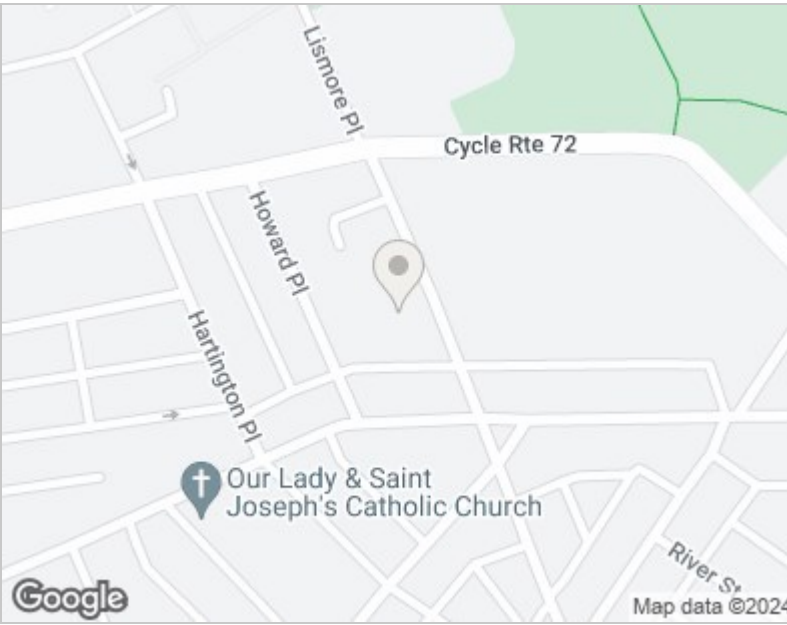 Lismore Pl
Cycle Rte 72
Howard Pl
Hartington Pl
Our Lady & Saint
Joseph's Catholic Church
River St
Google
Map data ©2024